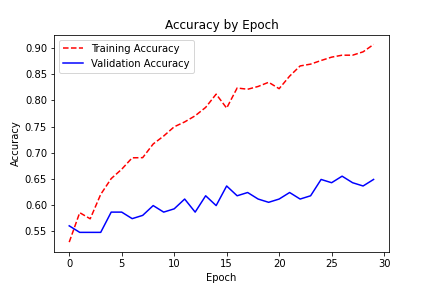 Accuracy by Epoch
Training Accuracy
Validation Accuracy
Accuracy
0.90
0.85
0.80
0.75
0.70
0.65
0.60
0.55
0 5 10 15 20 25 30
Epoch